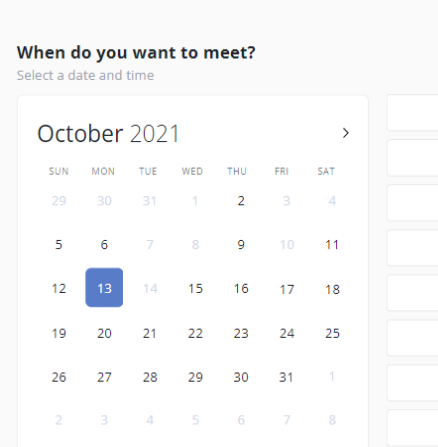 When do you want to meet?
Select a date and time
October 2021
SUN MON TUE WED THU FRI SAT
29 30 31 1 2 3 4
5 6 7 8 9 10 11
12 13 14 15 16 17 18
19 20 21 22 23 24 25
26 27 28 29 30 31 1
2 3 4 5 6 7 8